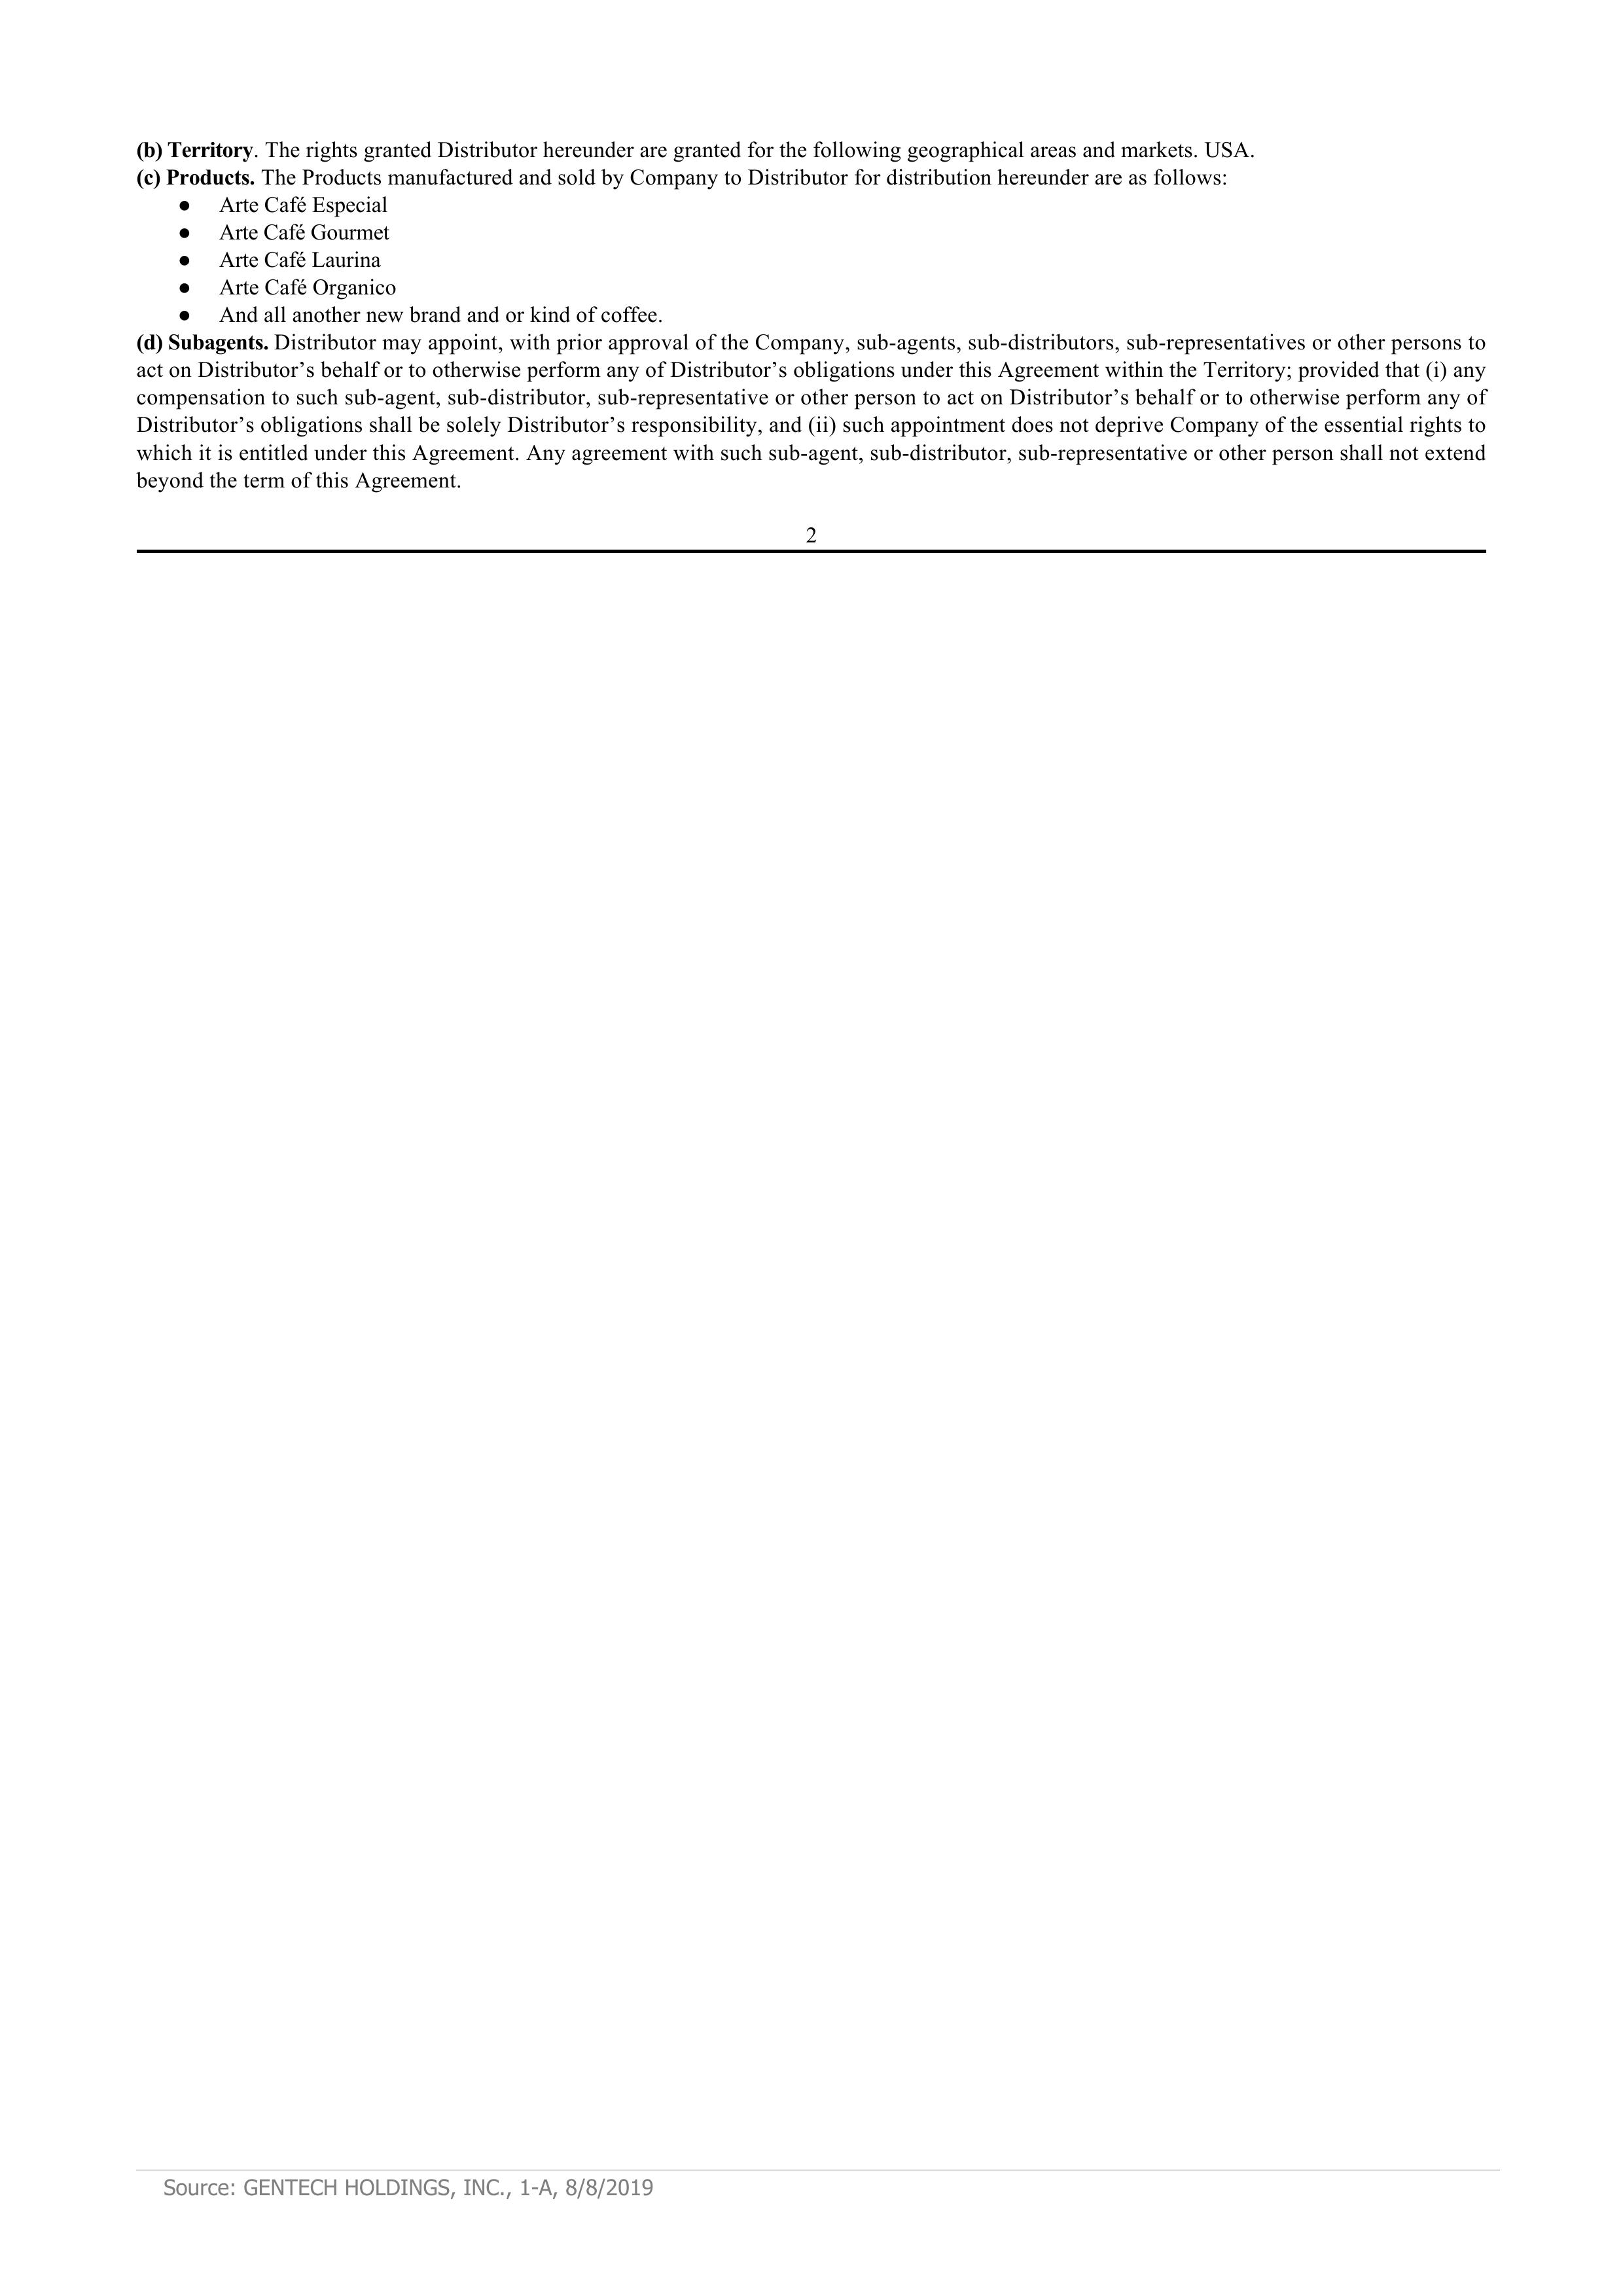 (b) Territory. The rights granted Distributor hereunder are granted for the following geographical areas and markets. USA.
(c) Products. The Products manufactured and sold by Company to Distributor for distribution hereunder are as follows:
● Arte Café Especial
● Arte Café Gourmet
● Arte Café Laurina
● Arte Café Organico
● And all another new brand and or kind of coffee.
(d) Subagents. Distributor may appoint, with prior approval of the Company, sub-agents, sub-distributors, sub-representatives or other persons to
act on Distributor’s behalf or to otherwise perform any of Distributor’s obligations under this Agreement within the Territory; provided that (i) any
compensation to such sub-agent, sub-distributor, sub-representative or other person to act on Distributor’s behalf or to otherwise perform any of
Distributor’s obligations shall be solely Distributor’s responsibility, and (ii) such appointment does not deprive Company of the essential rights to
which it is entitled under this Agreement. Any agreement with such sub-agent, sub-distributor, sub-representative or other person shall not extend
beyond the term of this Agreement.
2
Source: GENTECH HOLDINGS, INC., 1-A, 8/8/2019